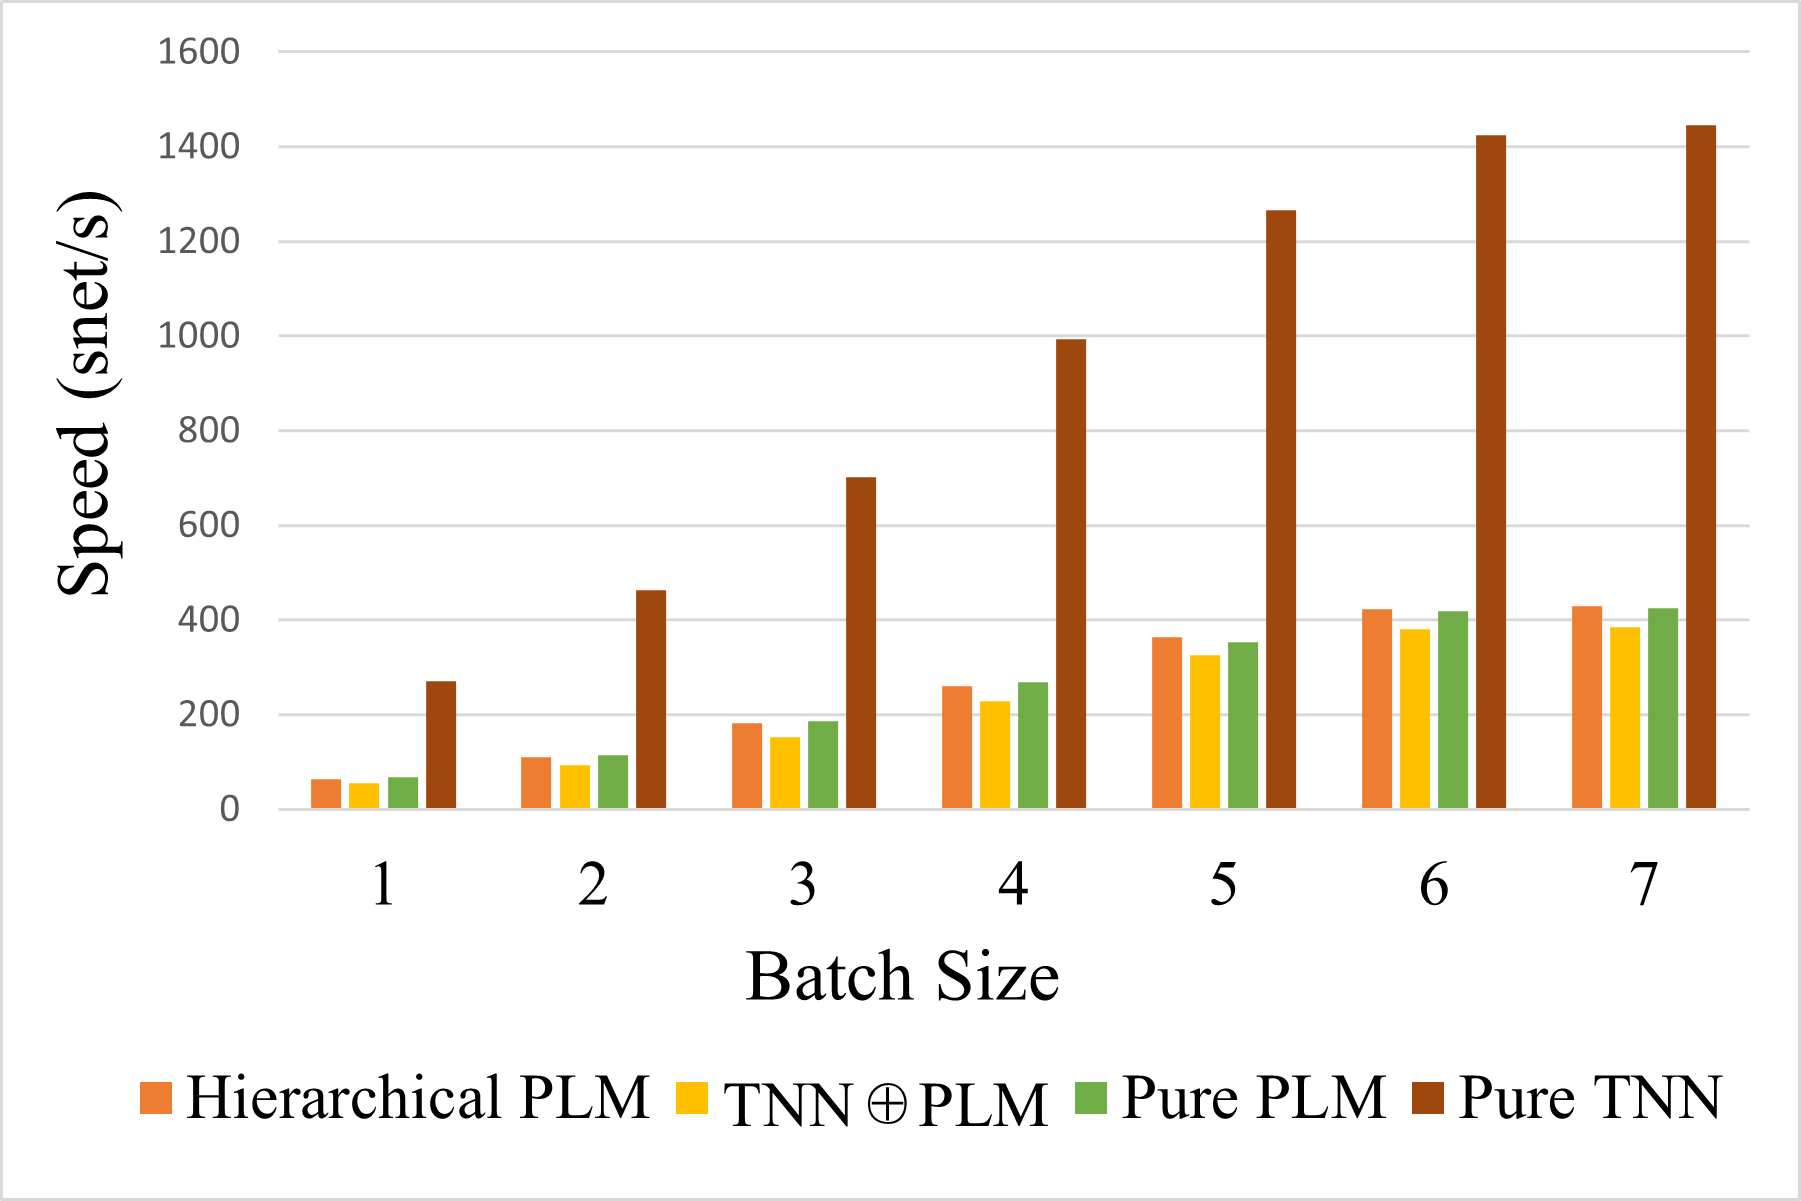 1600
1400
1200
1000
800
600
400
200
0
Speed (snet/s)
1 2 3 4 5 6 7
Batch Size
Hierarchical PLM TNN ⊕ PLM Pure PLM Pure TNN